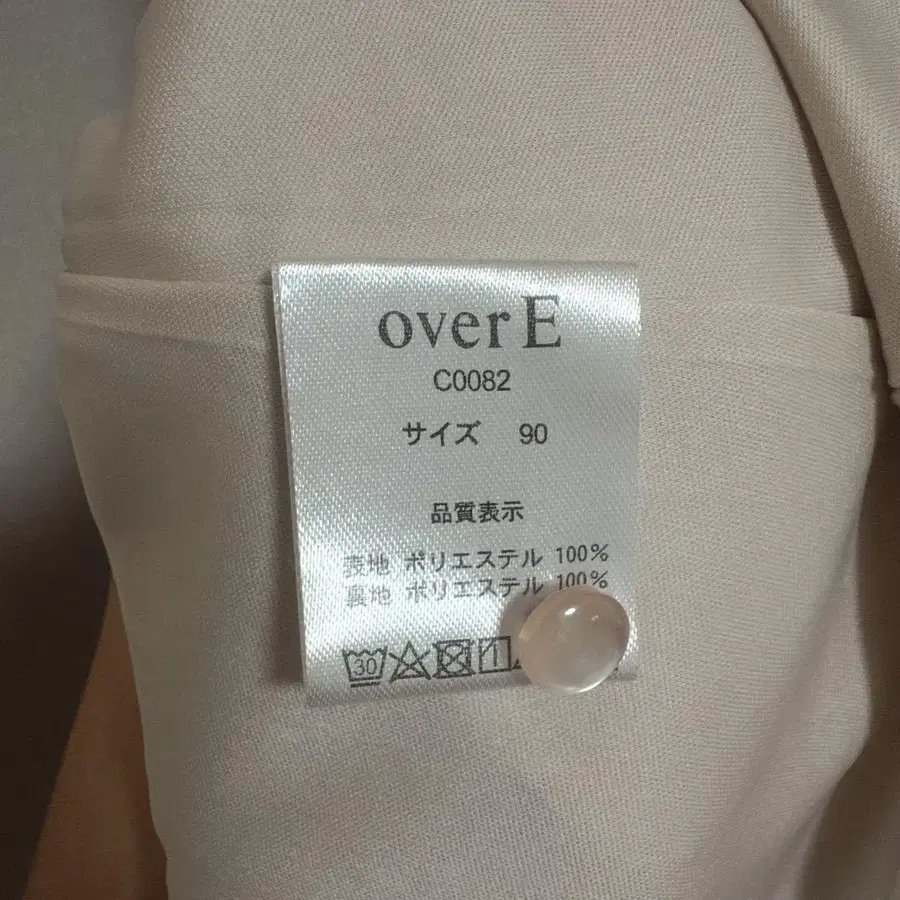 over E
C0082
サイズ 90
品質表示
表地 ポリエステル 100%
裏地 ポリエステル 100%
30